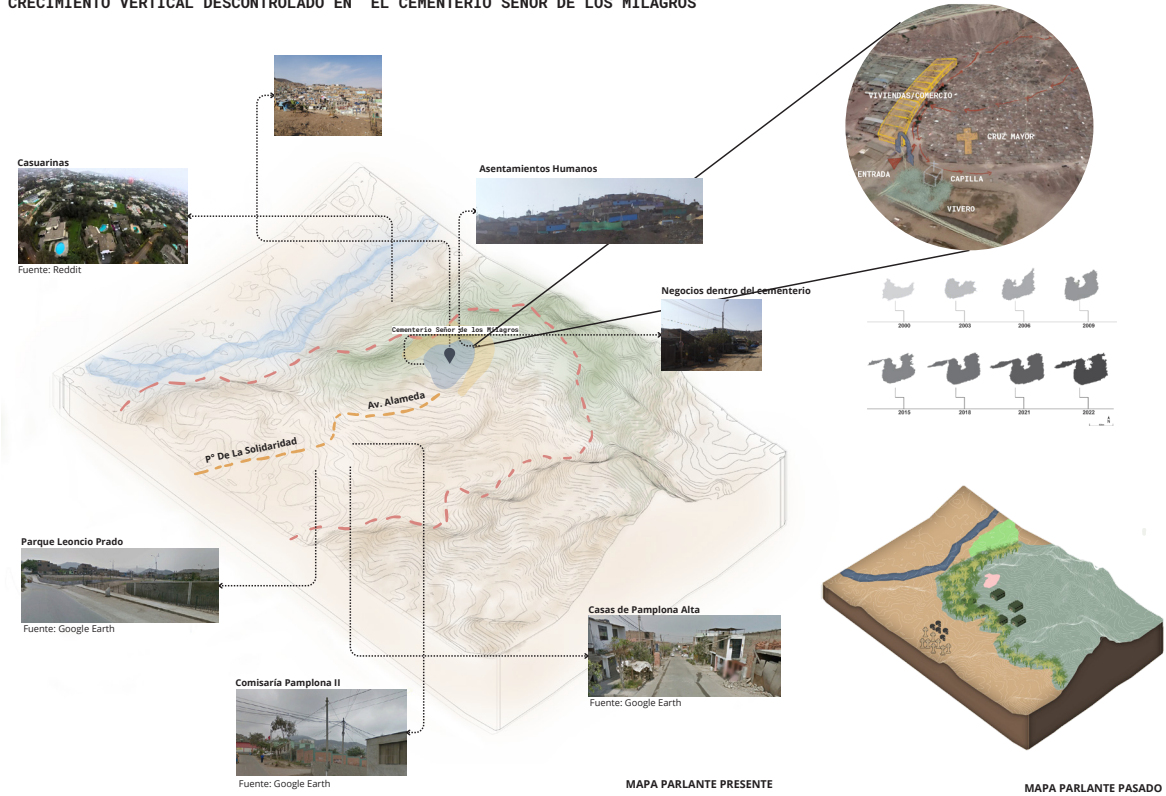 CRECIMIENTO VERTICAL DESCONTROLADO EN EL CEMENTERIO SEÑOR DE LOS MILAGROS
Casuarinas
Fuente: Reddit
Asentamientos Humanos
VIVIENDAS/COMERCIO
CRUZ MAYOR
ENTRADA
CAPILLA
VIVERO
Negocios dentro del cementerio
2000
2003
2006
2009
Cementerio Señor de los Milagros
Av. Alameda
P° De La Solidaridad
2015
2018
2021
2022
Parque Leoncio Prado
Fuente: Google Earth
Casas de Pamplona Alta
Fuente: Google Earth
Comisaría Pamplona II
Fuente: Google Earth
MAPA PARLANTE PRESENTE
MAPA PARLANTE PASADO